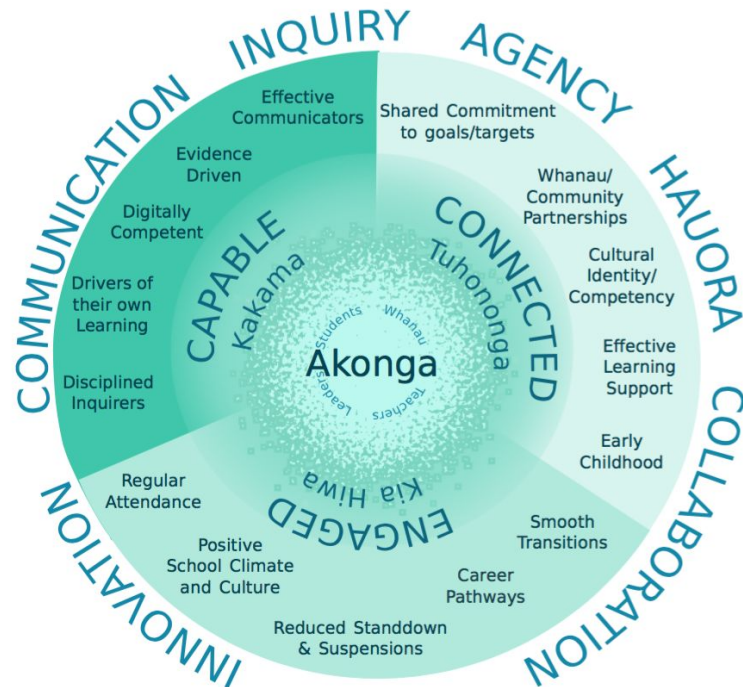 INQUIRY
AGENCY
HAUORA
COLLABORATION
INNOVATION
COMMUNICATION
Effective
Communicators
Evidence
Driven
Digitally
Competent
Drivers of
their own
Learning
Disciplined
Inquirers
CAPABLE
Kakama
Shared Commitment
to goals/targets
Whanau/
Community
Partnerships
Cultural
Identity/
Competency
Effective
Learning
Support
Early
Childhood
CONNECTED
Tuhononga
Smooth
Transitions
Career
Pathways
Reduced Standdown
& Suspensions
Positive
School Climate
and Culture
Regular
Attendance
ENGAGED
Kia Hiwa
Students
Whanau
Akonga
Leaders
Teachers